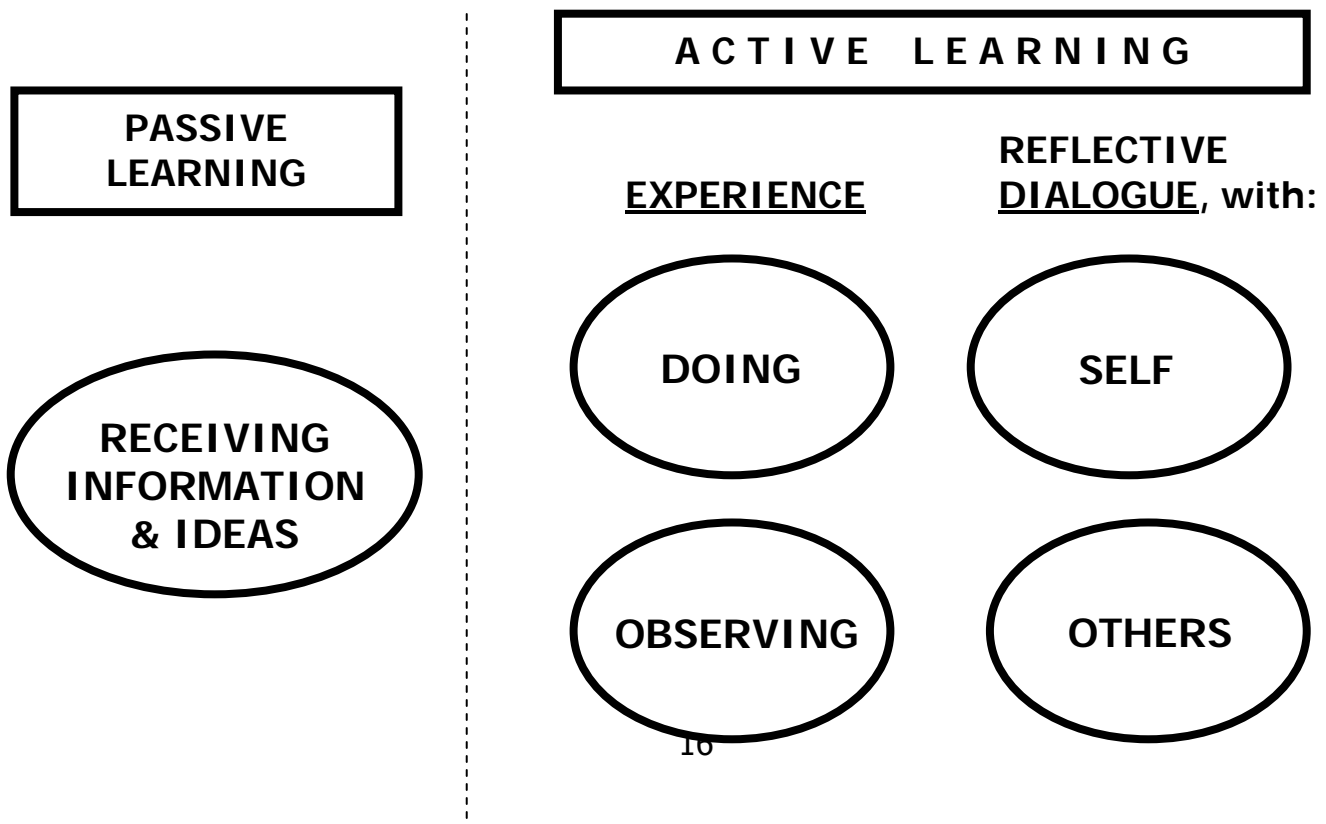 PASSIVE
LEARNING
RECEIVING
INFORMATION
& IDEAS
ACTIVE LEARNING
EXPERIENCE
REFLECTIVE
DIALOGUE, with:
DOING
SELF
OBSERVING
OTHERS
16